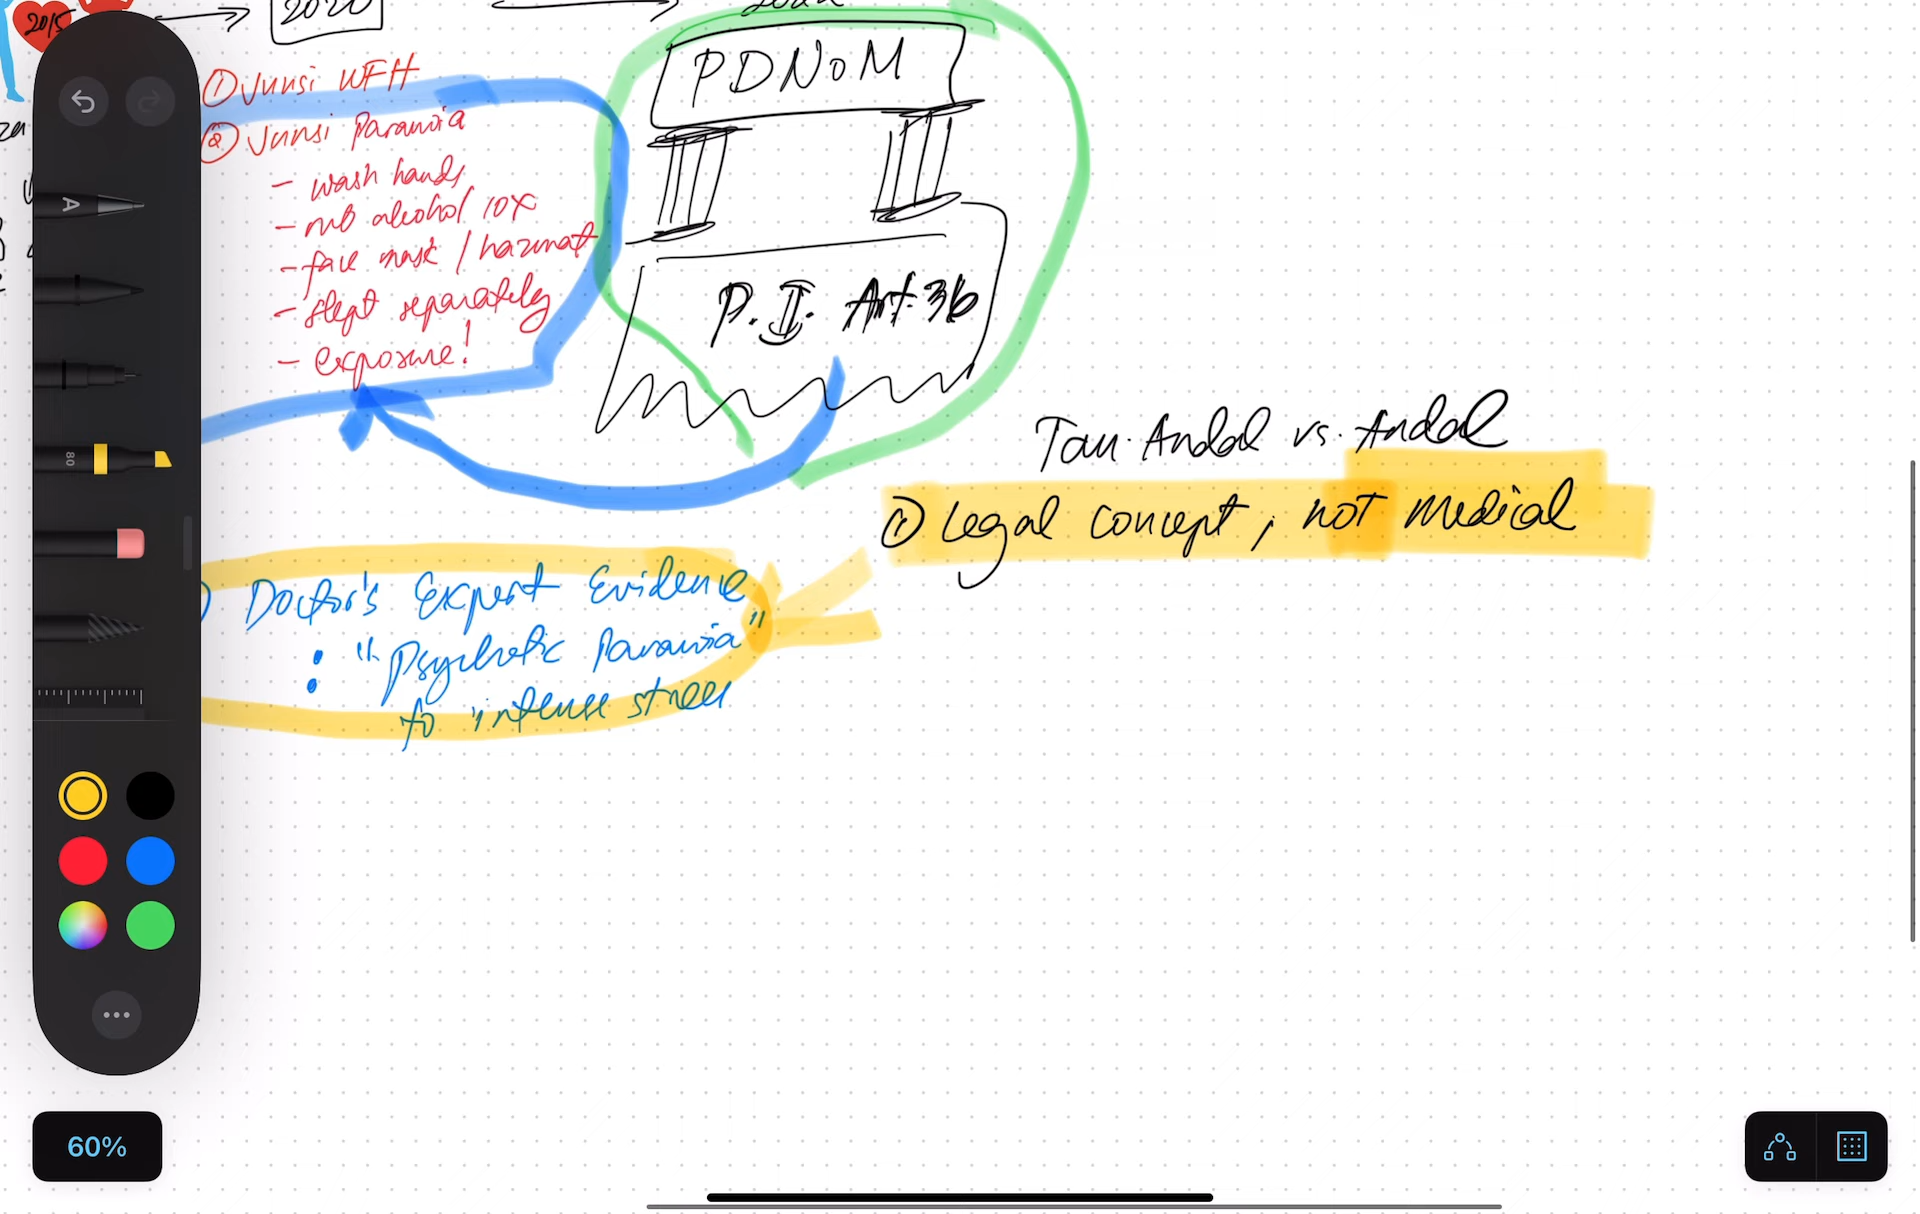 2015
2020
① Junsi WFH
② Junsi Paranoia
- wash hands
- rub alcohol 10X
- face mask / hazmat
- slept separately
- exposure!
PDNoM
P.I. Art. 36
Tan-Andal vs. Andal
① Legal concept, not Medical
Doctor's Expert Evidence
: "Psychotic Paranoia"
to intense stress
80
A
60%